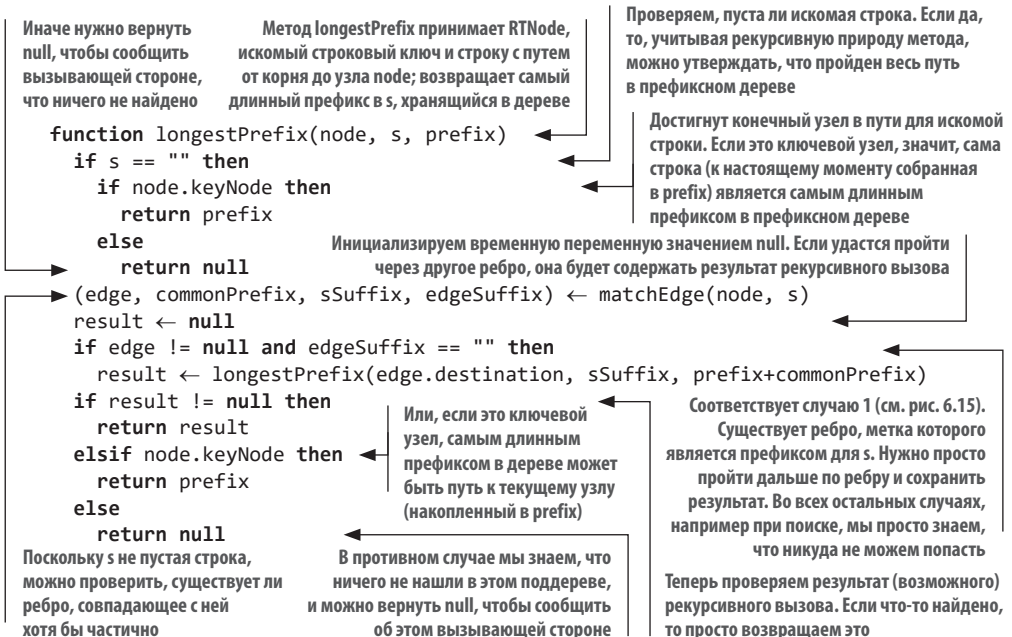 Иначе нужно вернуть
null, чтобы сообщить
вызывающей стороне,
что ничего не найдено
Метод longestPrefix принимает RTNode,
искомый строковый ключ и строку с путем
от корня до узла node; возвращает самый
длинный префикс в s, хранящийся в дереве
Проверяем, пуста ли искомая строка. Если да,
то, учитывая рекурсивную природу метода,
можно утверждать, что пройден весь путь
в префиксном дереве
function longestPrefix(node, s, prefix)
if s == "" then
if node.keyNode then
return prefix
else
return null
Достигнут конечный узел в пути для искомой
строки. Если это ключевой узел, значит, сама
строка (к настоящему моменту собранная
в prefix) является самым длинным
префиксом в префиксном дереве
Инициализируем временную переменную значением null. Если удастся пройти
через другое ребро, она будет содержать результат рекурсивного вызова
(edge, commonPrefix, sSuffix, edgeSuffix) ← matchEdge(node, s)
result ← null
if edge != null and edgeSuffix == "" then
result ← longestPrefix(edge.destination, sSuffix, prefix+commonPrefix)
if result != null then
return result
elsif node.keyNode then
return prefix
else
return null
Или, если это ключевой
узел, самым длинным
префиксом в дереве может
быть путь к текущему узлу
(накопленный в prefix)
Соответствует случаю 1 (см. рис. 6.15).
Существует ребро, метка которого
является префиксом для s. Нужно просто
пройти дальше по ребру и сохранить
результат. Во всех остальных случаях,
например при поиске, мы просто знаем,
что никуда не можем попасть
Поскольку s не пустая строка,
можно проверить, существует ли
ребро, совпадающее с ней
хотя бы частично
В противном случае мы знаем, что
ничего не нашли в этом поддереве,
и можно вернуть null, чтобы сообщить
об этом вызывающей стороне
Теперь проверяем результат (возможного)
рекурсивного вызова. Если что-то найдено,
то просто возвращаем это